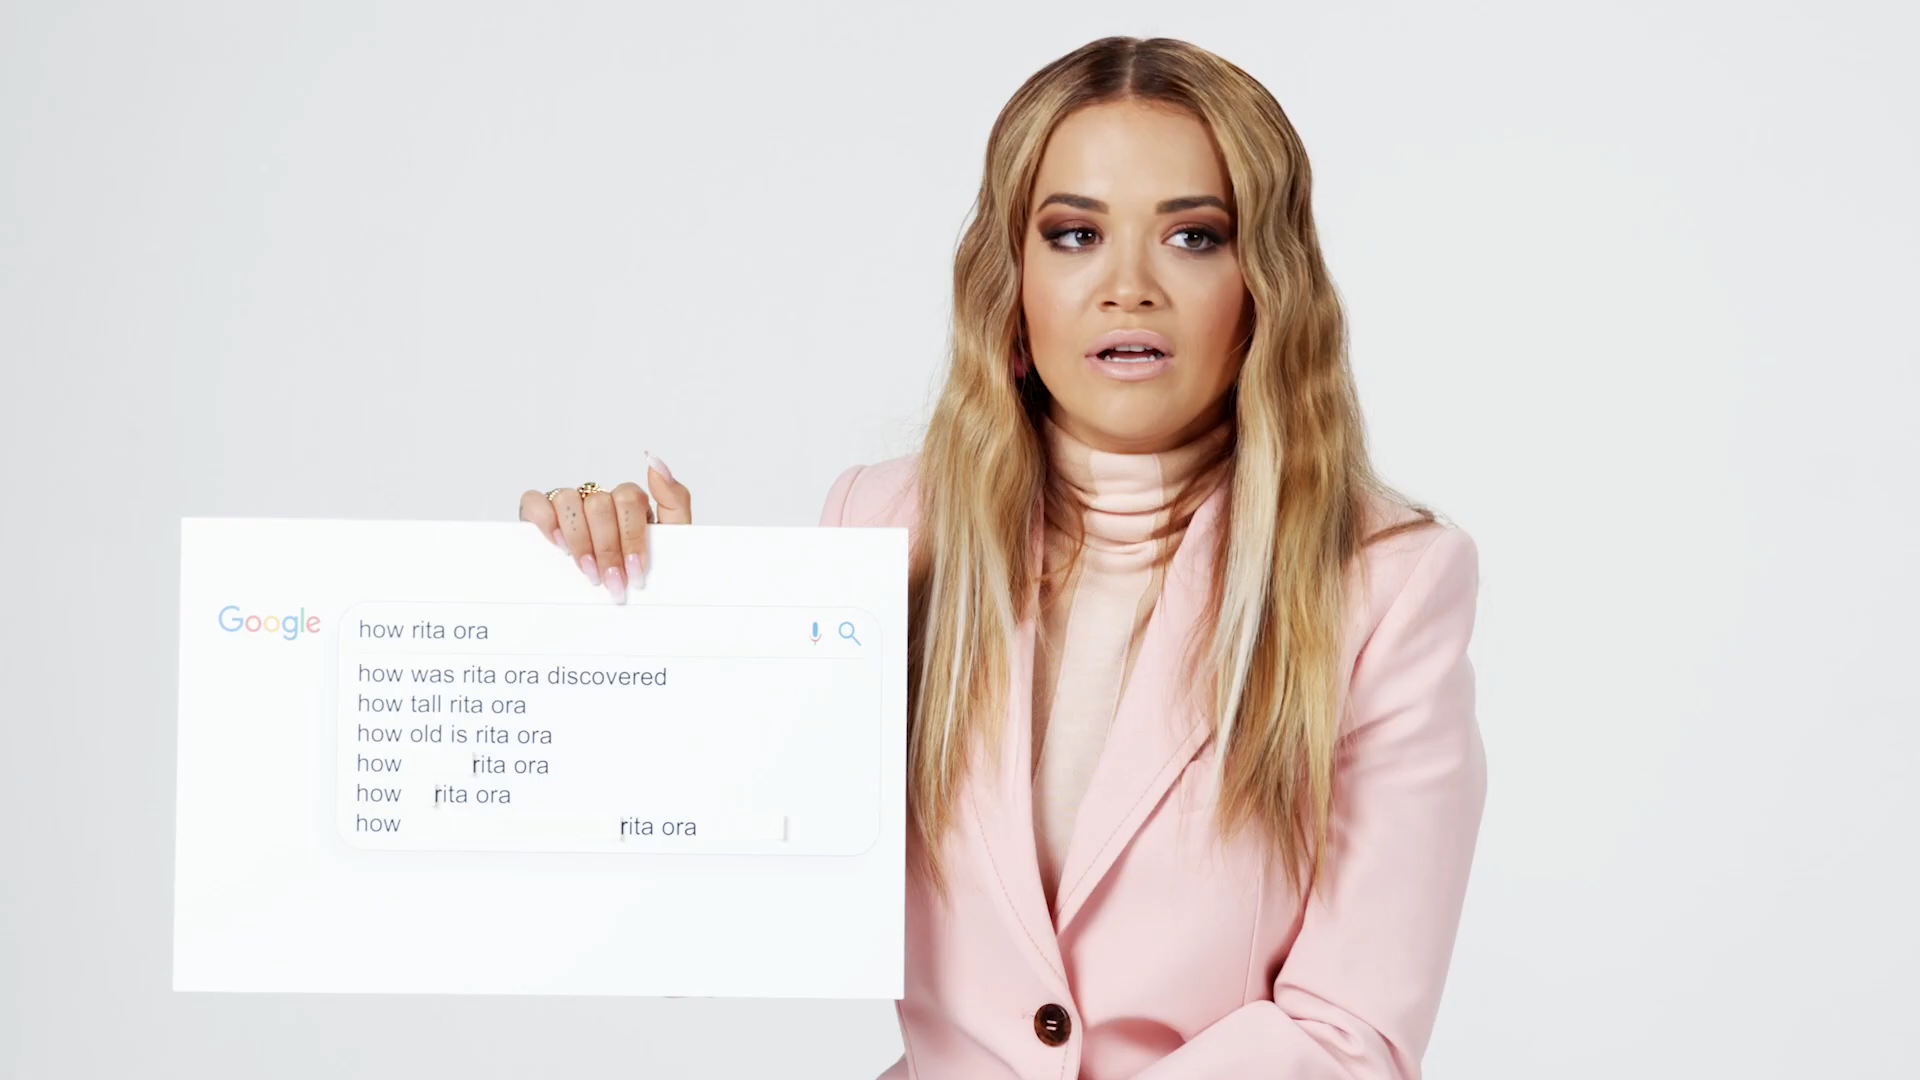 Google
how rita ora
how was rita ora discovered
how tall rita ora
how old is rita ora
how rita ora
how rita ora
how rita ora